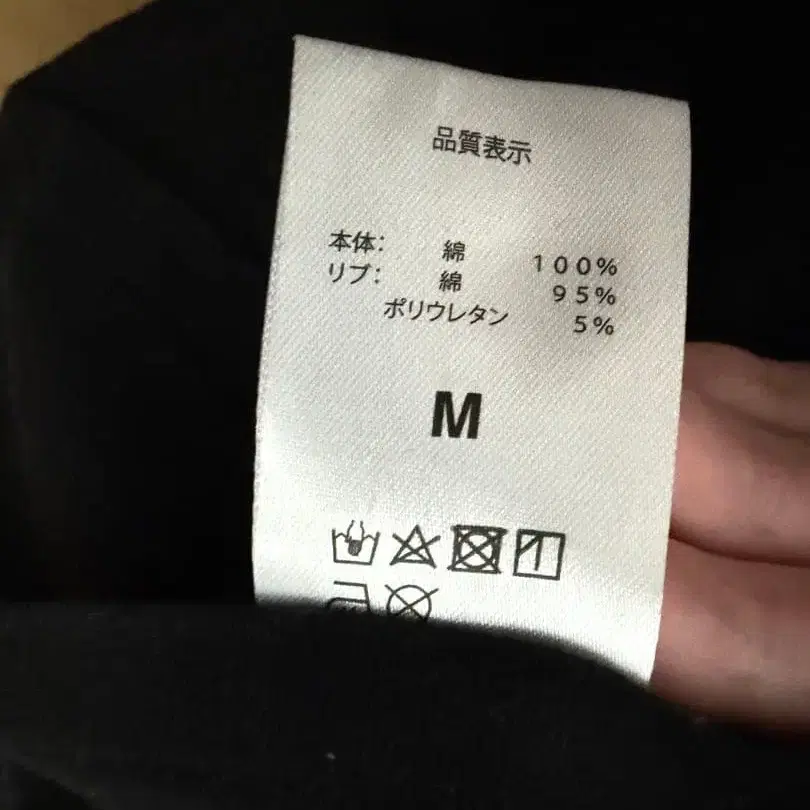 品質表示
本体: 綿 100%
リブ: 綿 95%
ポリウレタン 5%
M